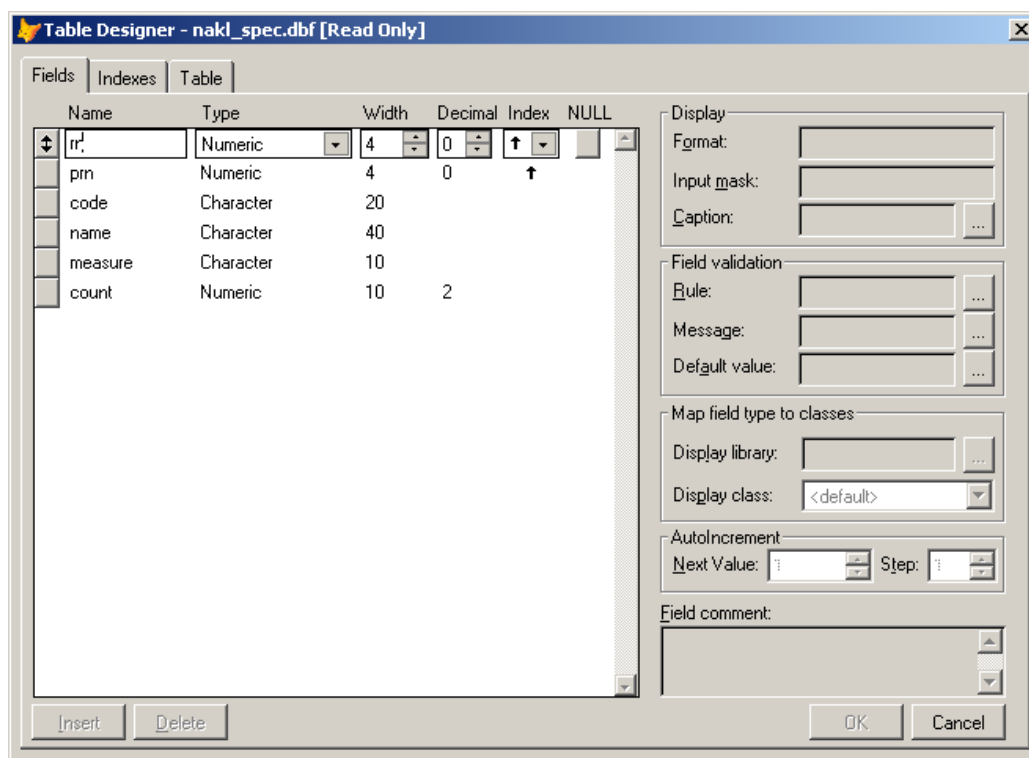 Table Designer - nakl_spec.dbf [Read Only]
Fields Indexes Table
Name Type Width Decimal Index NULL
Numeric 4 0
prn Numeric 4 0
code Character 20
name Character 40
measure Character 10
count Numeric 10 2
Display
Format:
Input mask:
Caption: ...
Field validation
Rule: ...
Message: ...
Default value: ...
Map field type to classes
Display library: ...
Display class: <default>
AutoIncrement
Next Value: 1 Step: 1
Field comment:
Insert Delete OK Cancel